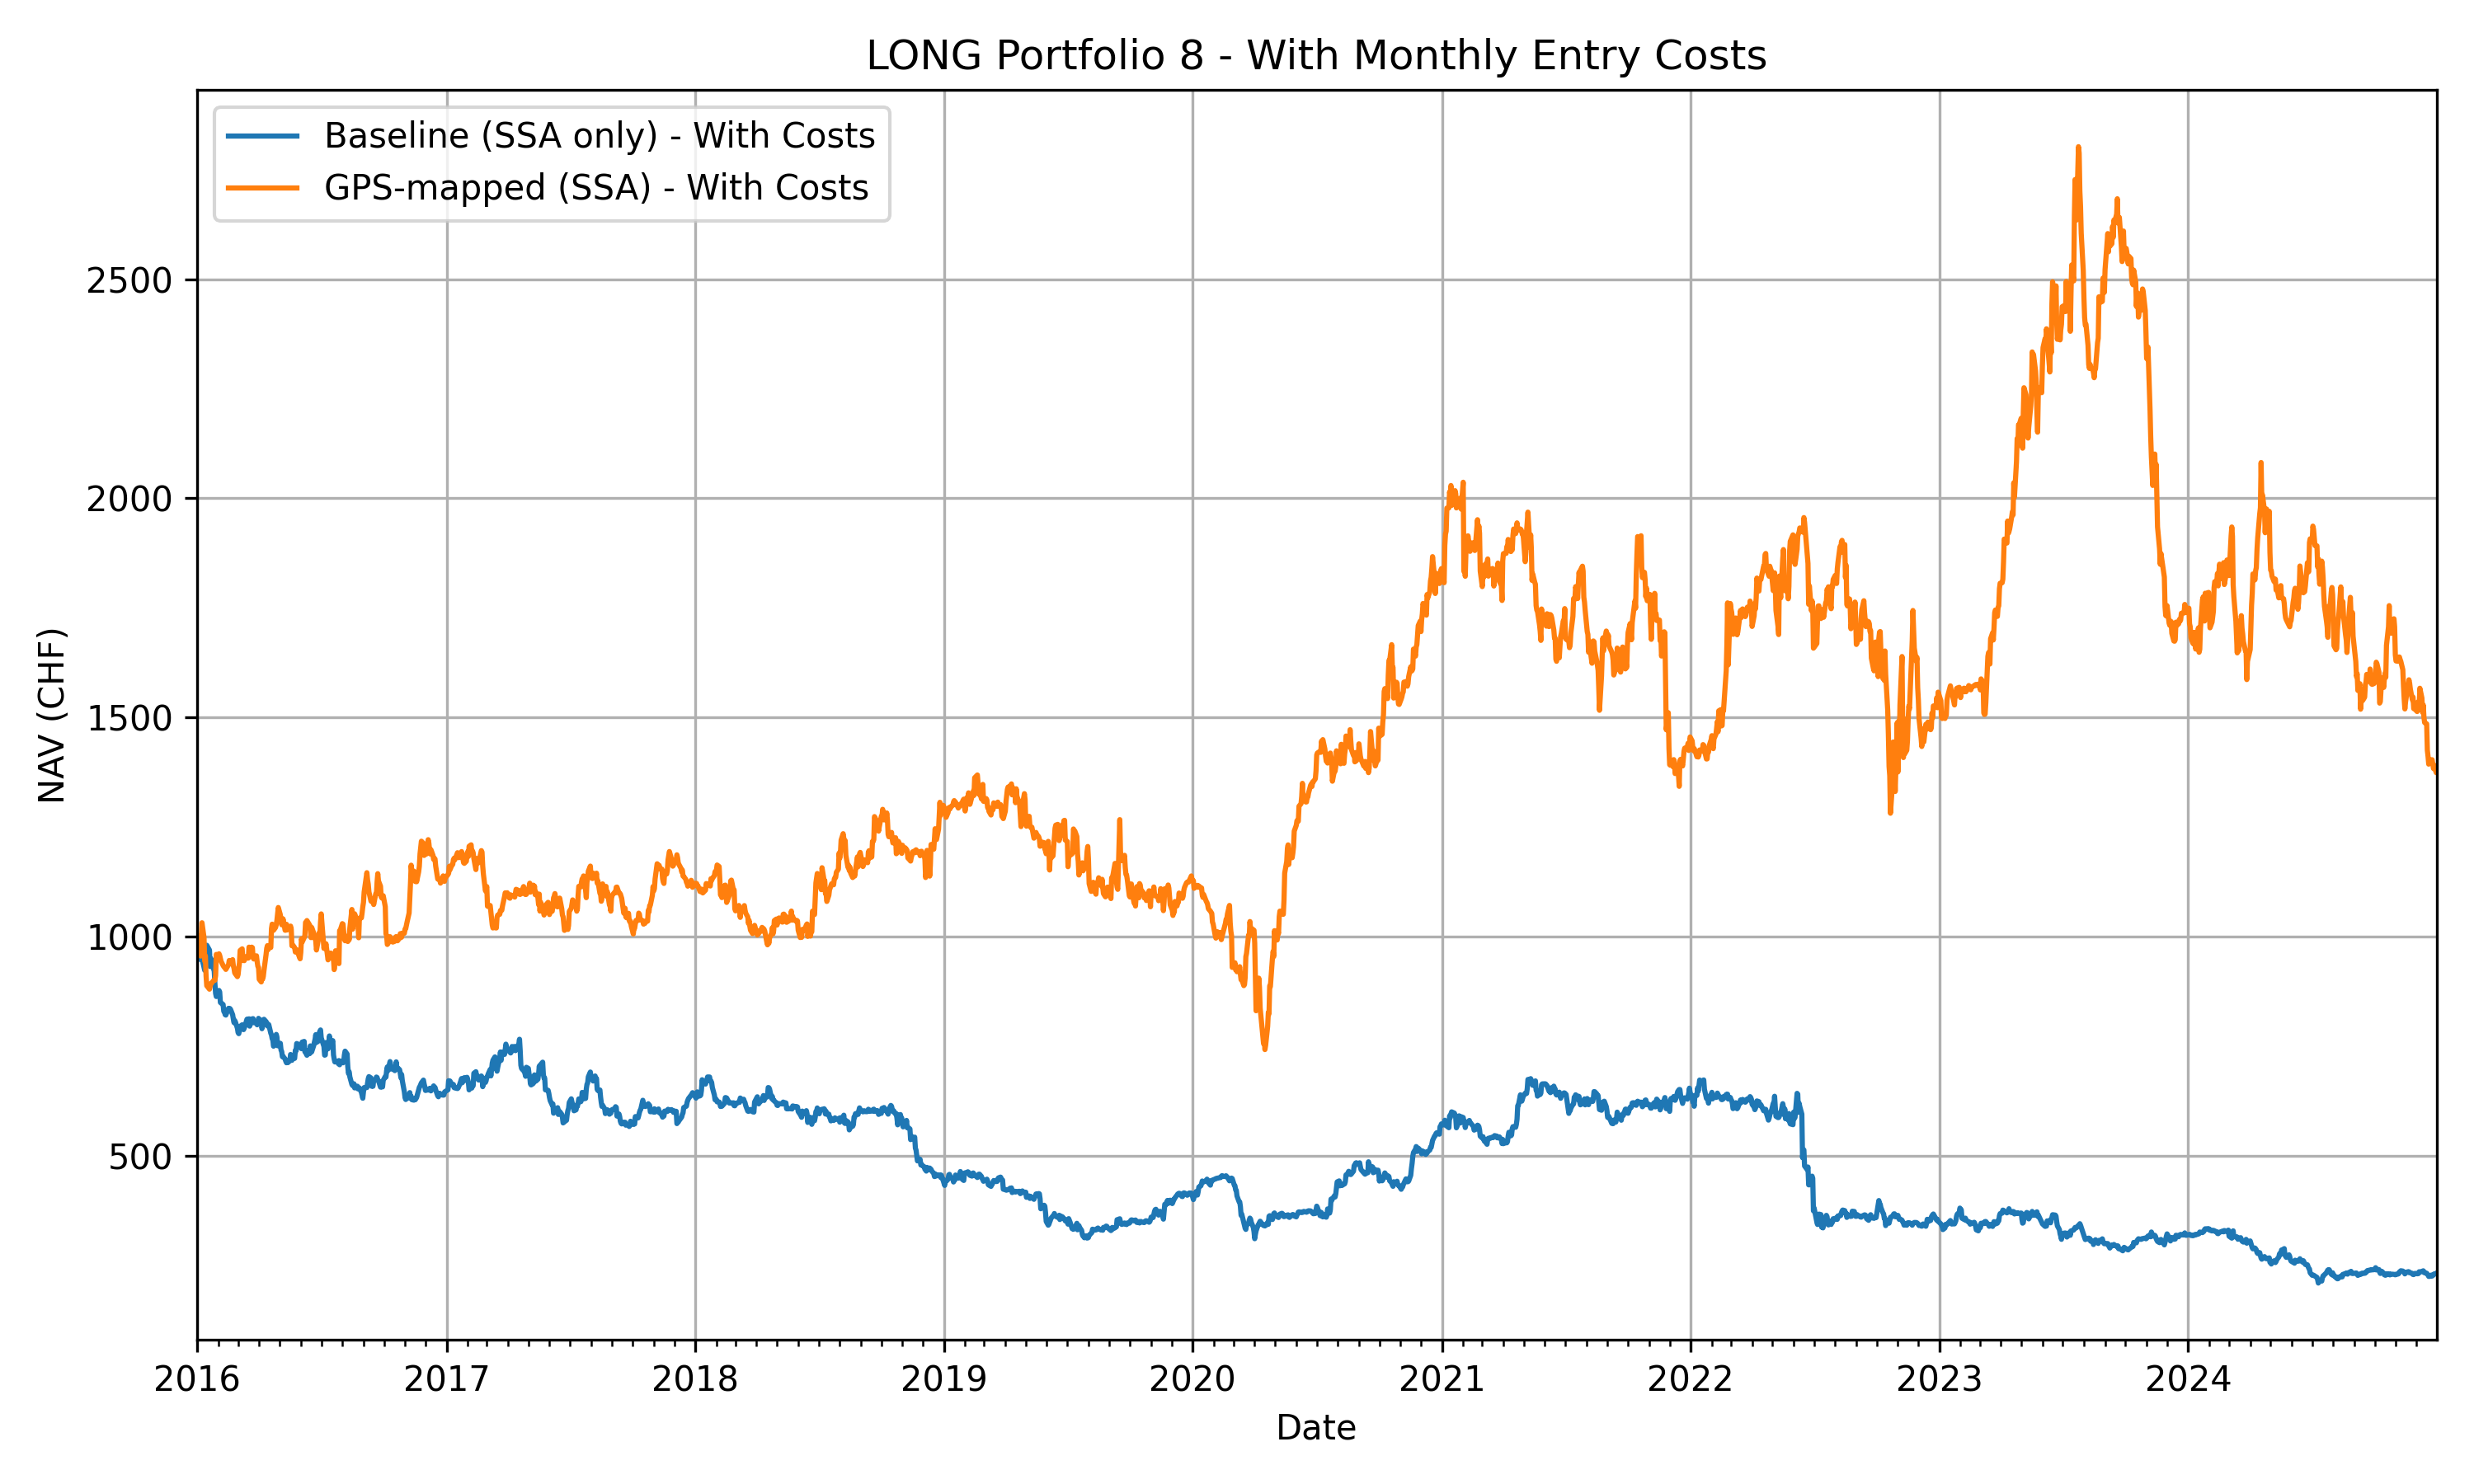 LONG Portfolio 8 - With Monthly Entry Costs
Baseline (SSA only) - With Costs
GPS-mapped (SSA) - With Costs
2500
2000
1500
1000
500
NAV (CHF)
2016 2017 2018 2019 2020 2021 2022 2023 2024
Date